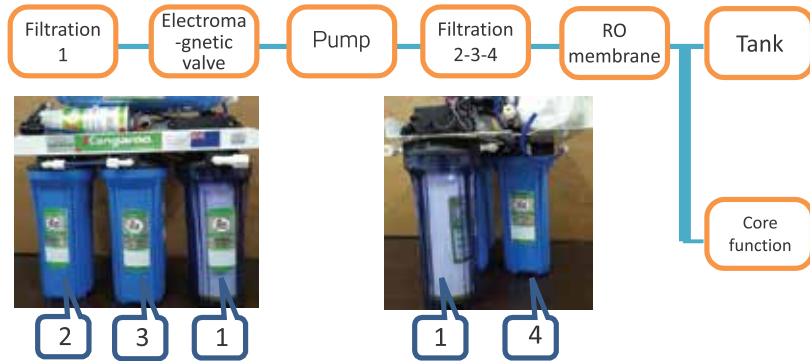 Filtration
1
Electroma
-gnetic
valve
Pump
Filtration
2-3-4
RO
membrane
Tank
Kangaroo
Core
function
2
3
1
1
4